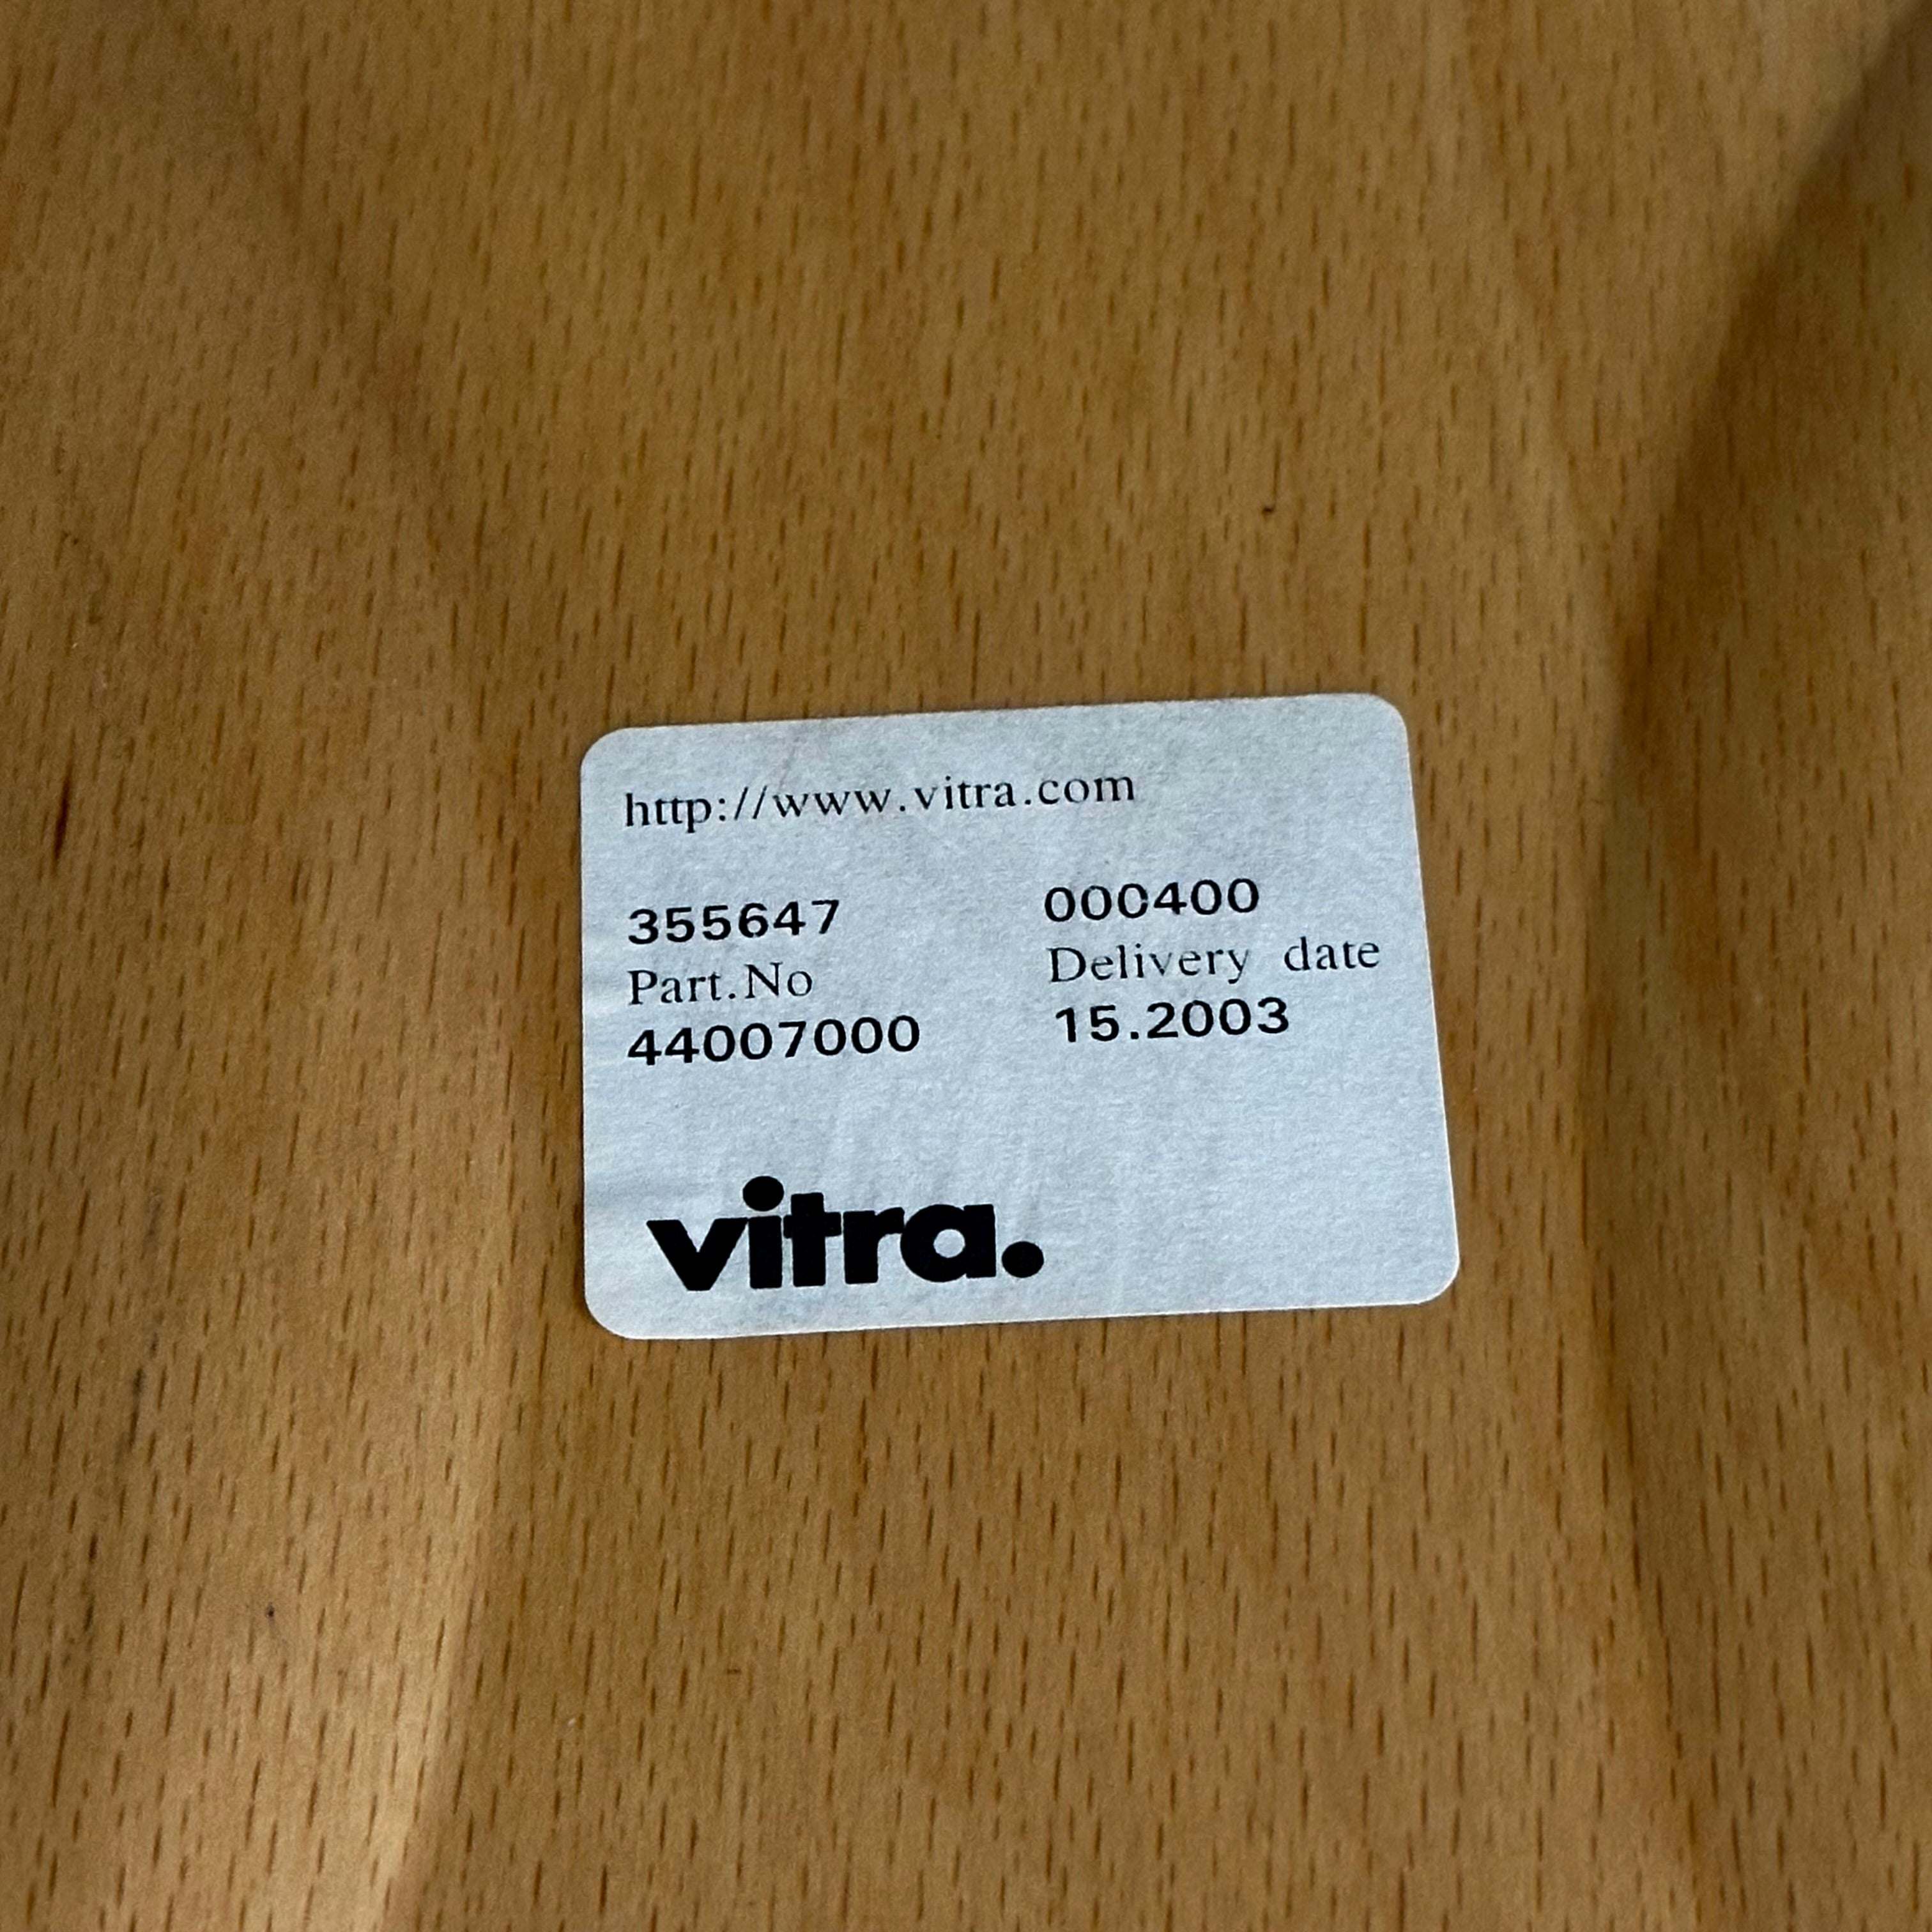 http://www.vitra.com
355647 000400
Part.No Delivery date
44007000 15.2003
vitra.